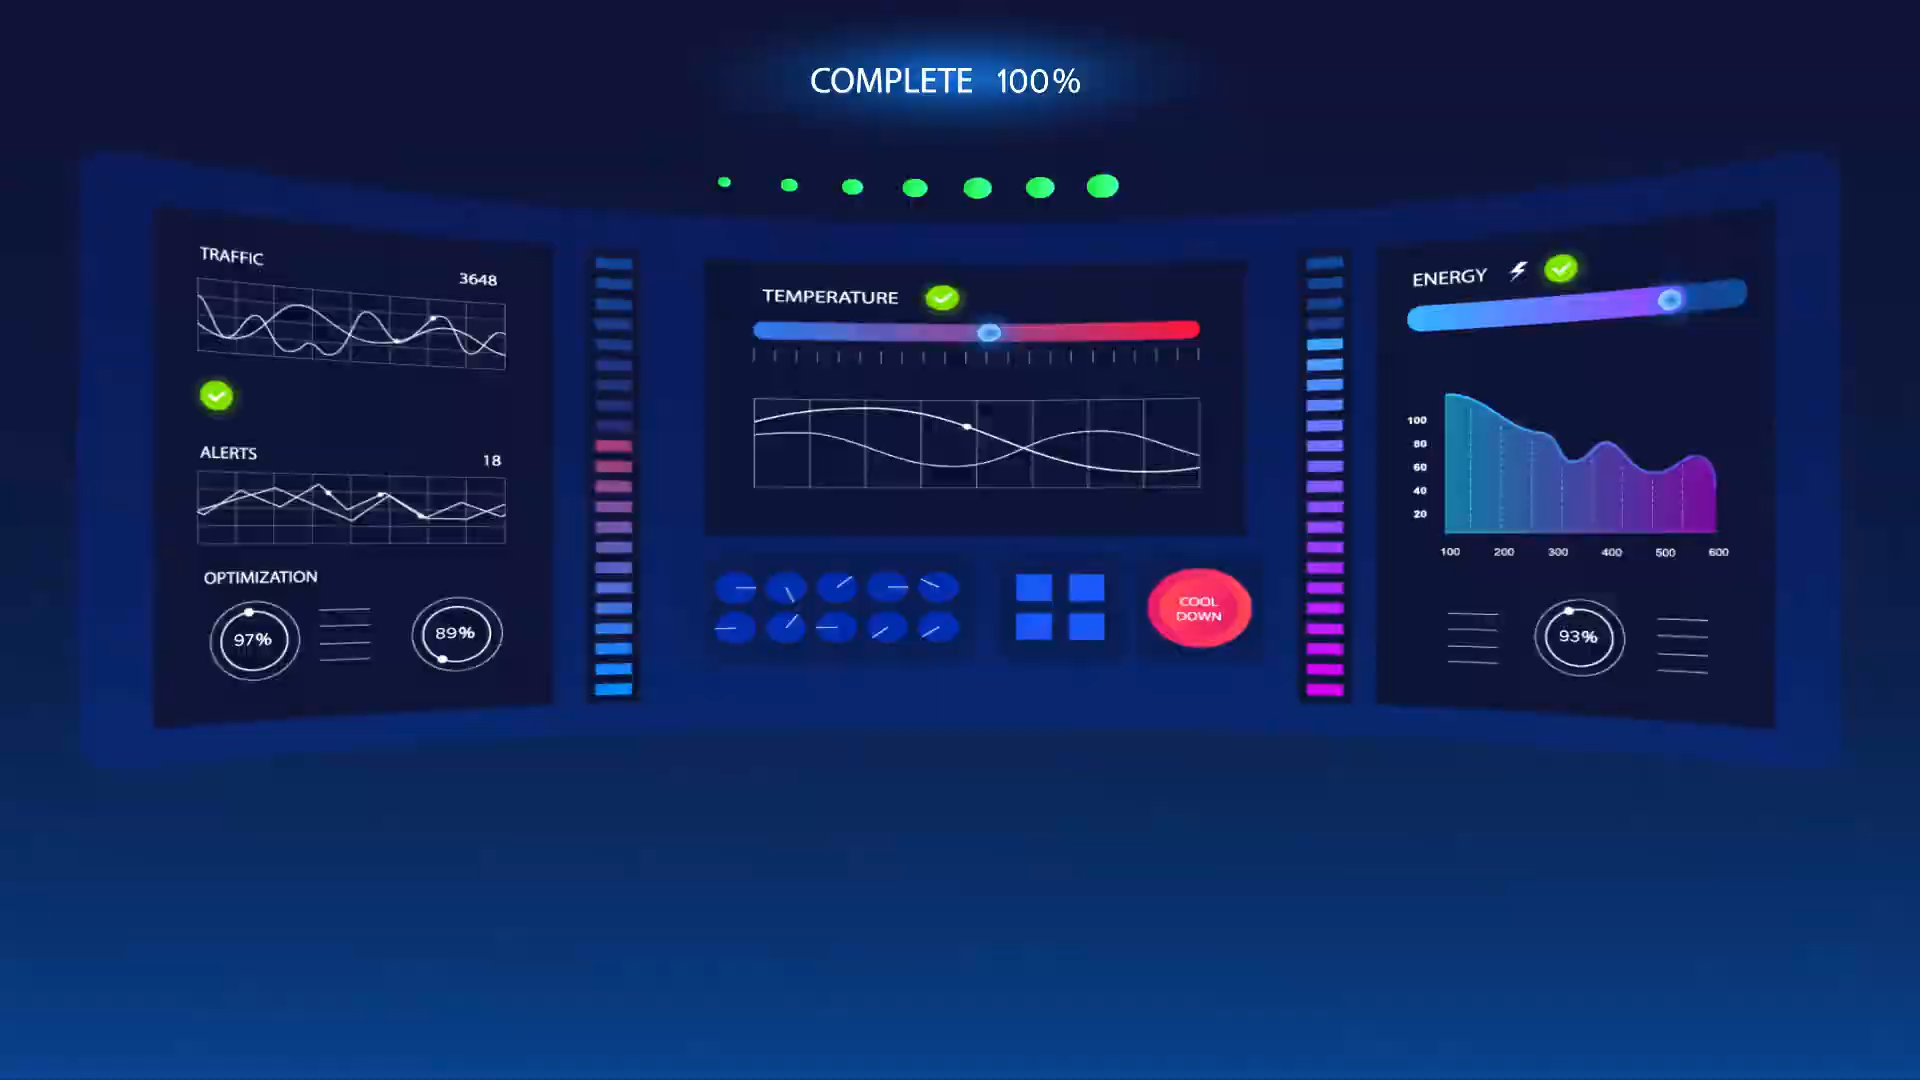 COMPLETE 100%
TRAFFIC
3648
ALERTS
18
OPTIMIZATION
97%
89%
TEMPERATURE
COOL
DOWN
ENERGY
100
80
60
40
20
100 200 300 400 500 600
93%